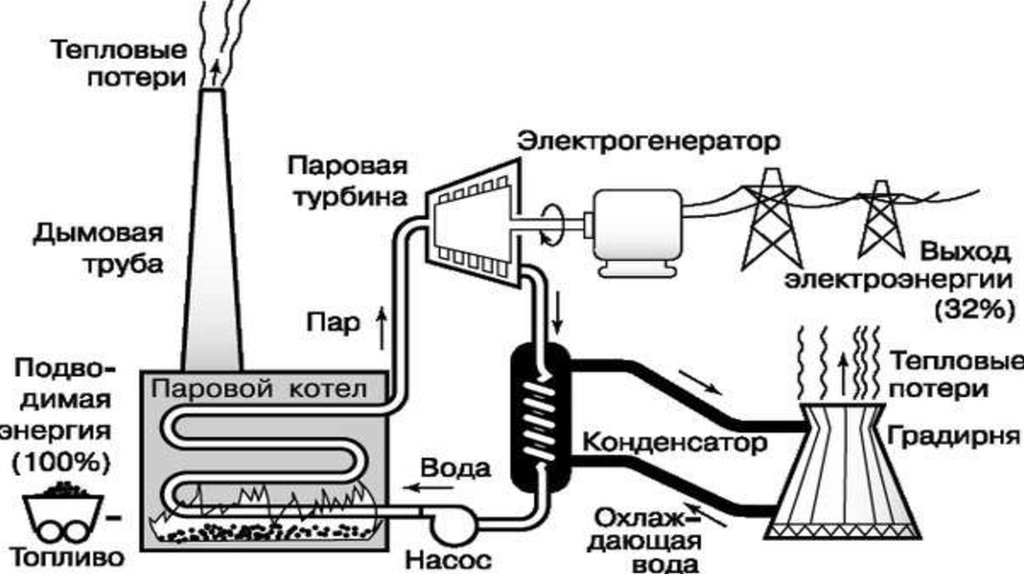 Тепловые
потери
Электрогенератор
Паровая
турбина
Дымовая
труба
Выход
электроэнергии
(32%)
Пар
Тепловые
потери
Подво-
димая
энергия
(100%)
Паровой котел
Градирня
Конденсатор
Вода
Охлаж-
дающая
вода
Топливо
Насос